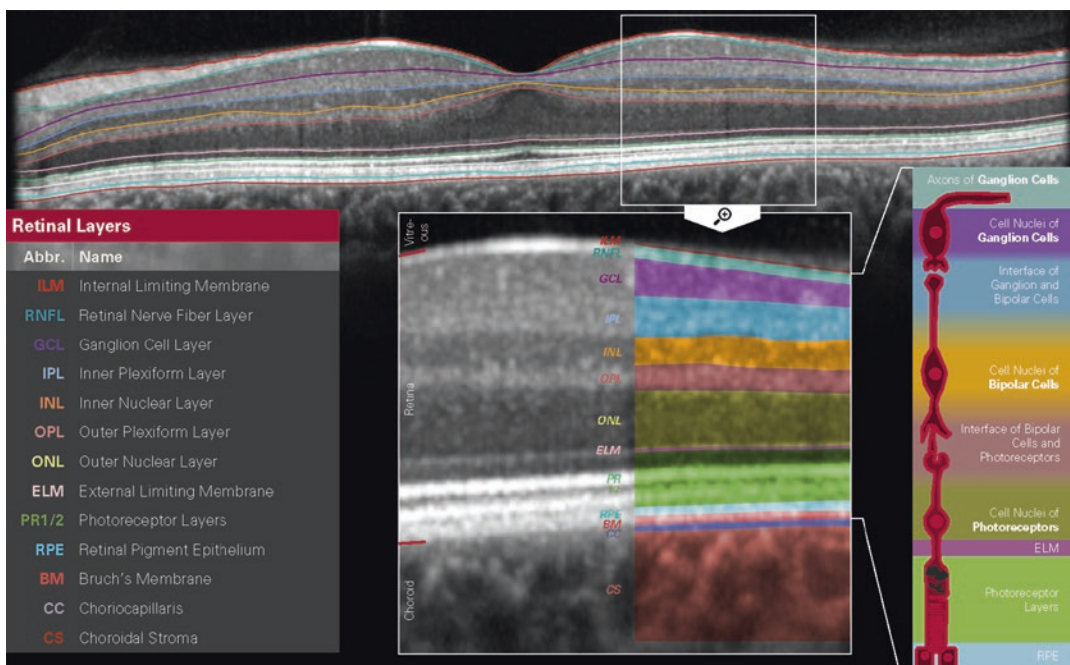 Retinal Layers
Abbr. Name
ILM Internal Limiting Membrane
RNFL Retinal Nerve Fiber Layer
GCL Ganglion Cell Layer
IPL Inner Plexiform Layer
INL Inner Nuclear Layer
OPL Outer Plexiform Layer
ONL Outer Nuclear Layer
ELM External Limiting Membrane
PR1/2 Photoreceptor Layers
RPE Retinal Pigment Epithelium
BM Bruch's Membrane
CC Choriocapillaris
CS Choroidal Stroma
Vitre-
ous
Retina
Choroid
ILM
RNFL
GCL
IPL
INL
OPL
ONL
ELM
PR
RPE
BM
CC
CS
Axons of Ganglion Cells
Cell Nuclei of
Ganglion Cells
Interface of
Ganglion and
Bipolar Cells
Cell Nuclei of
Bipolar Cells
Interface of Bipolar
Cells and
Photoreceptors
Cell Nuclei of
Photoreceptors
ELM
Photoreceptor
Layers
RPE